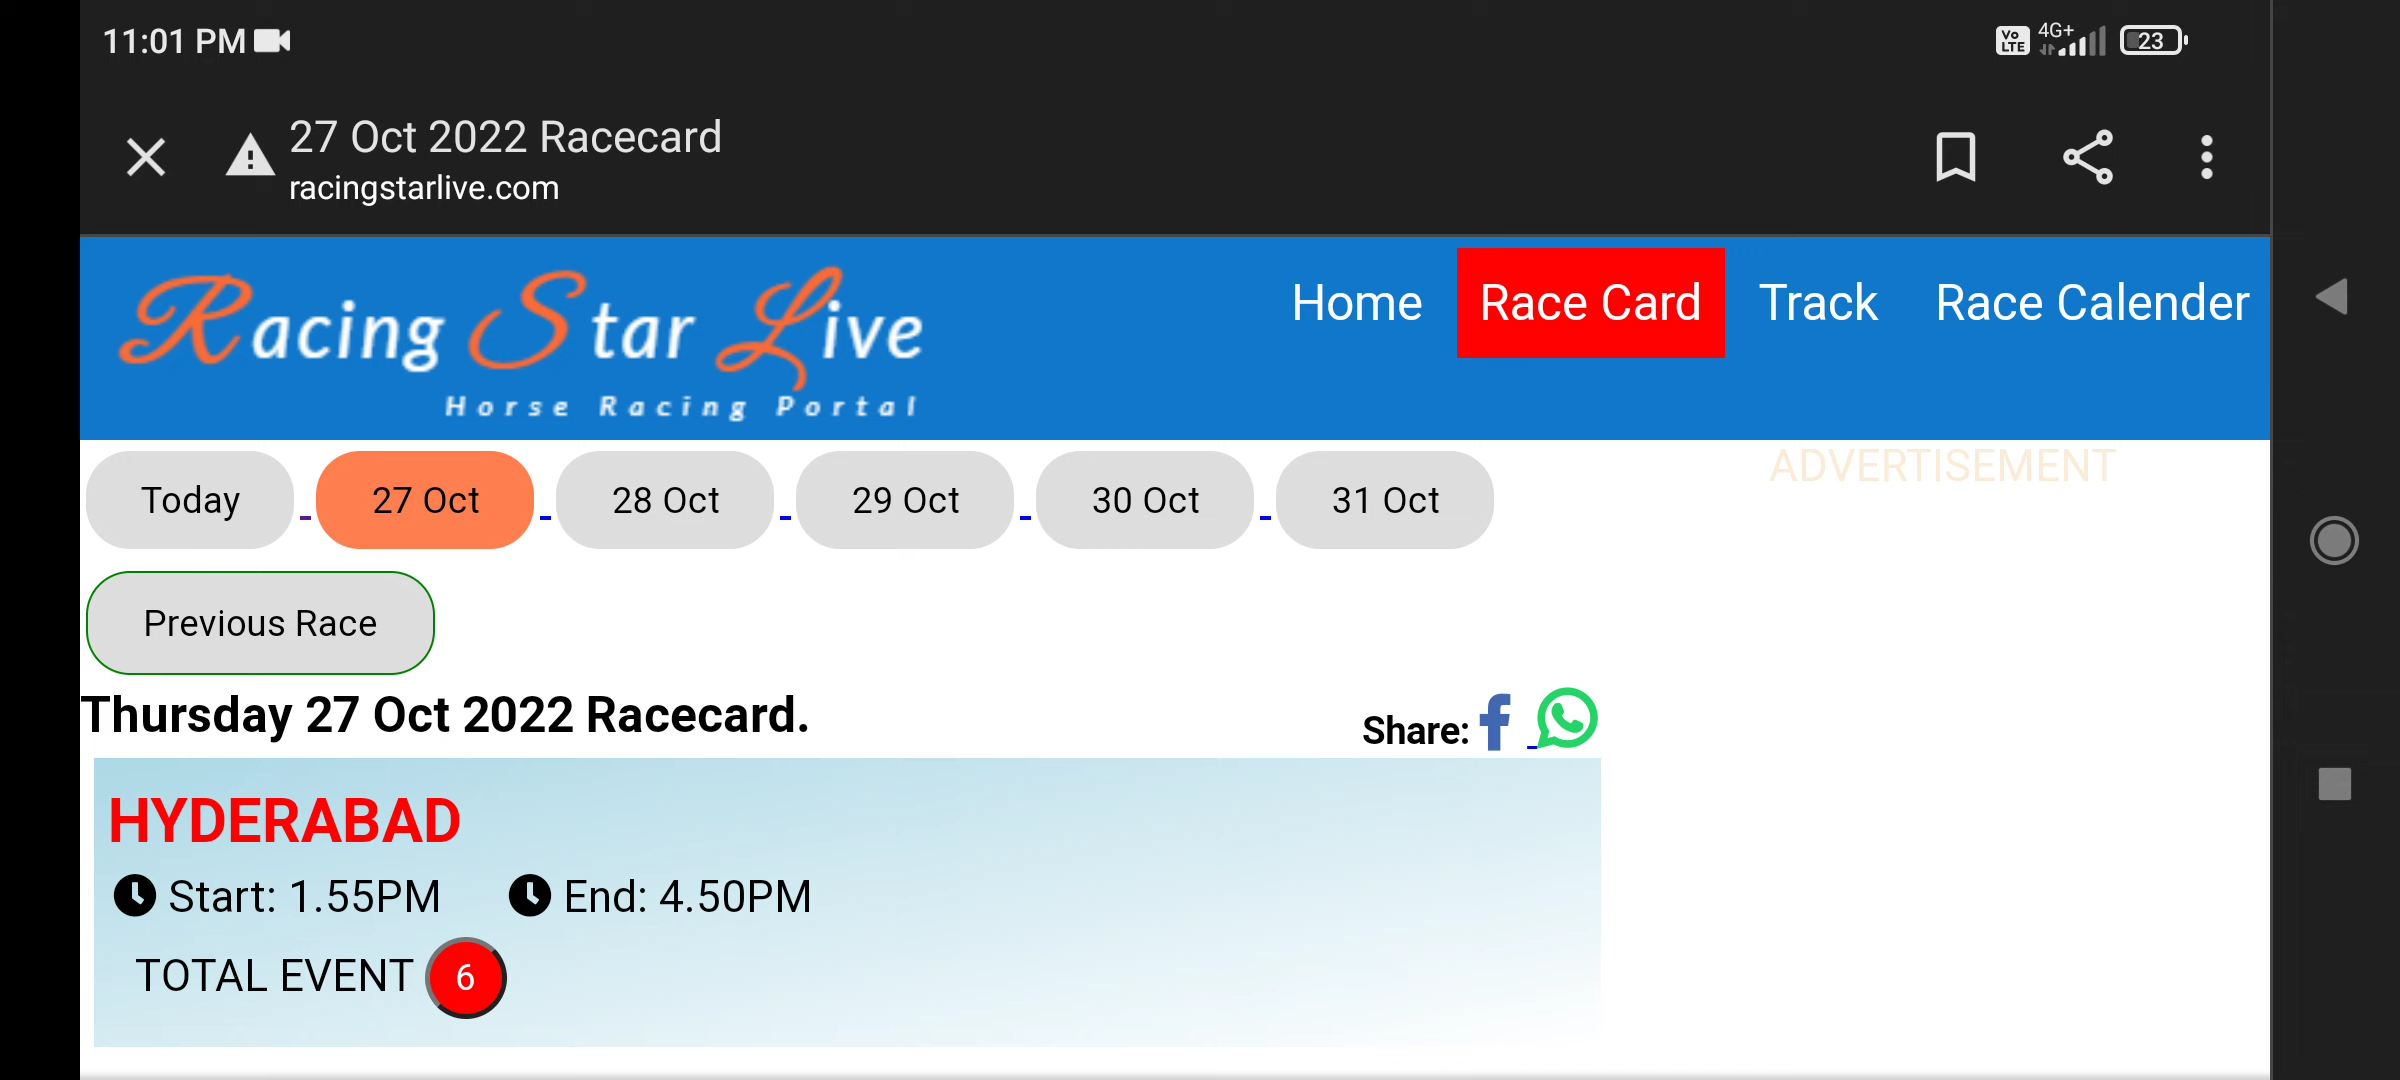 11:01 PM
Vo LTE 4G+ 23
27 Oct 2022 Racecard
racingstarlive.com
Racing Star Live
Horse Racing Portal
Home Race Card Track Race Calender
ADVERTISEMENT
Today 27 Oct 28 Oct 29 Oct 30 Oct 31 Oct
Previous Race
Thursday 27 Oct 2022 Racecard.
Share:
HYDERABAD
Start: 1.55PM End: 4.50PM
TOTAL EVENT 6